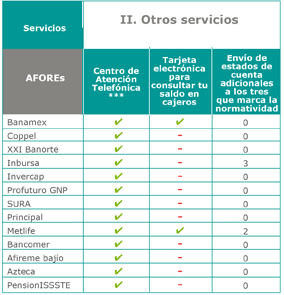 Servicios
II. Otros servicios
AFOREs
Centro de
Atención
Telefónica
***
Tarjeta
electrónica
para
consultar tu
saldo en
cajeros
Envío de
estados de
cuenta
adicionales
a los tres
que marca la
normatividad
Banamex ✔ ✔ 0
Coppel ✔ - 0
XXI Banorte ✔ - 0
Inbursa ✔ - 3
Invercap ✔ - 0
Profuturo GNP ✔ - 0
SURA ✔ - 0
Principal ✔ - 0
Metlife ✔ ✔ 2
Bancomer ✔ - 0
Afirme bajío ✔ - 0
Azteca ✔ - 0
PensionISSSTE ✔ - 0